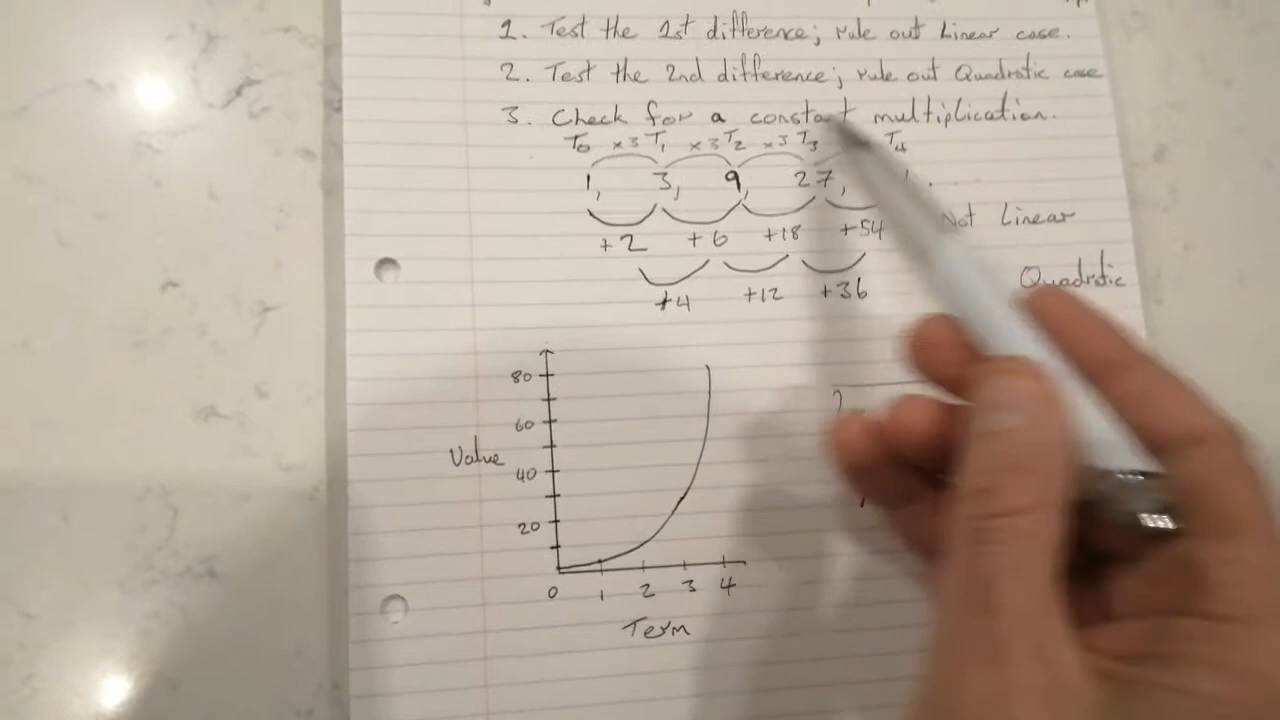 1. Test the 1st difference; rule out Linear case.
2. Test the 2nd difference; rule out Quadratic case
3. Check for a constant multiplication.
T0 ×3 T1 ×3 T2 ×3 T3 T4
1, 3, 9, 27,
+2 +6 +18 +54 Not Linear
+4 +12 +36 Quadratic
80
60
Value
40
20
0 1 2 3 4
Term